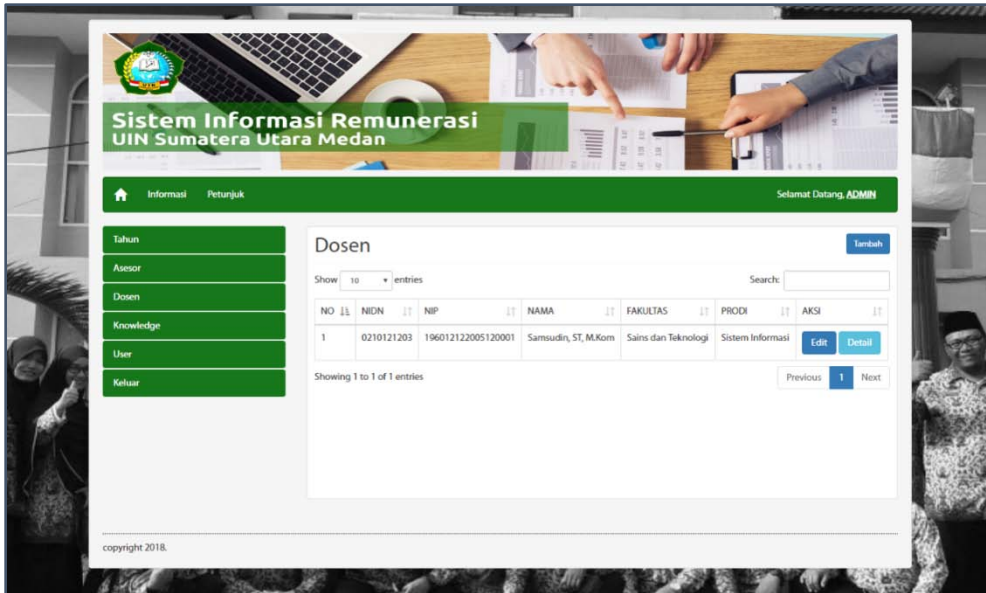 Sistem Informasi Remunerasi
UIN Sumatera Utara Medan
Informasi Petunjuk Selamat Datang, ADMIN
Tahun
Asesor
Dosen
Knowledge
User
Keluar
Dosen Tambah
Show 10 entries Search:
NO NIDN NIP NAMA FAKULTAS PRODI AKSI
1 0210121203 196012122005120001 Samsudin, ST, M.Kom Sains dan Teknologi Sistem Informasi Edit Detail
Showing 1 to 1 of 1 entries Previous 1 Next
copyright 2018.